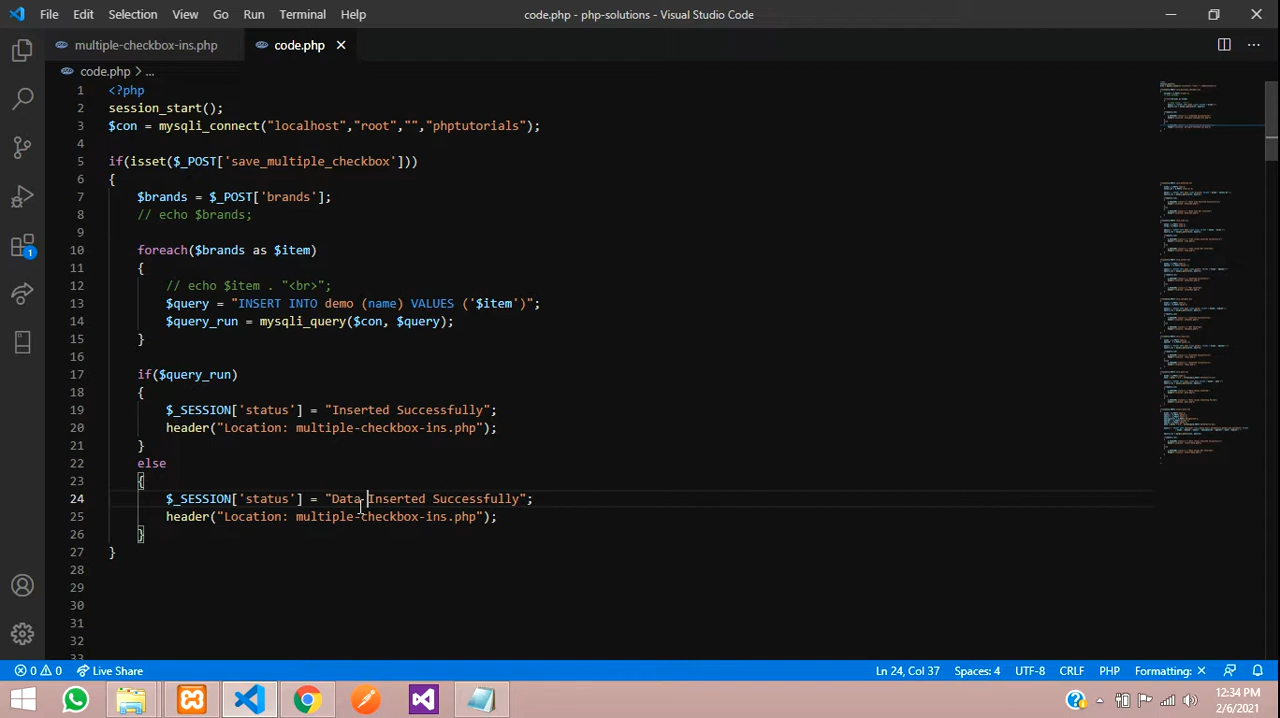 File Edit Selection View Go Run Terminal Help code.php - php-solutions - Visual Studio Code
multiple-checkbox-ins.php code.php
code.php > ...
1 <?php
2 session_start();
3 $con = mysqli_connect("localhost","root","","phptutorials");
4
5 if(isset($_POST['save_multiple_checkbox']))
6 {
7 $brands = $_POST['brands'];
8 // echo $brands;
9
10 foreach($brands as $item)
11 {
12 // echo $item . "<br>";
13 $query = "INSERT INTO demo (name) VALUES ('$item')";
14 $query_run = mysqli_query($con, $query);
15 }
16
17 if($query_run)
18 {
19 $_SESSION['status'] = "Inserted Successfully";
20 header("Location: multiple-checkbox-ins.php");
21 }
22 else
23 {
24 $_SESSION['status'] = "Data Inserted Successfully";
25 header("Location: multiple-checkbox-ins.php");
26 }
27 }
28
29
30
31
32
33
1
0 0 Live Share Ln 24, Col 37 Spaces: 4 UTF-8 CRLF PHP Formatting: ×
12:34 PM
2/6/2021